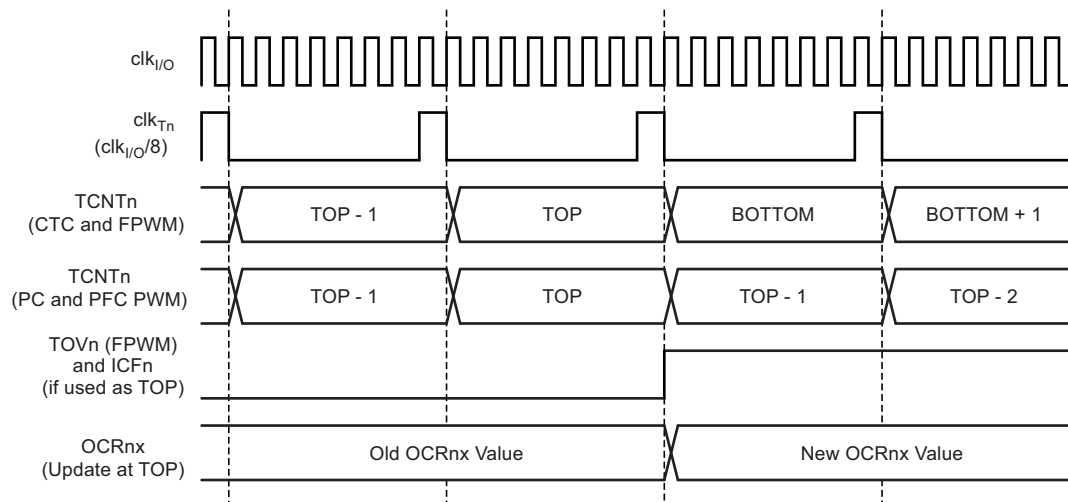 clkI/O
clkTn
(clkI/O/8)
TCNTn
(CTC and FPWM)
TOP - 1
TOP
BOTTOM
BOTTOM + 1
TCNTn
(PC and PFC PWM)
TOP - 1
TOP
TOP - 1
TOP - 2
TOVn (FPWM)
and ICFn
(if used as TOP)
OCRnx
(Update at TOP)
Old OCRnx Value
New OCRnx Value